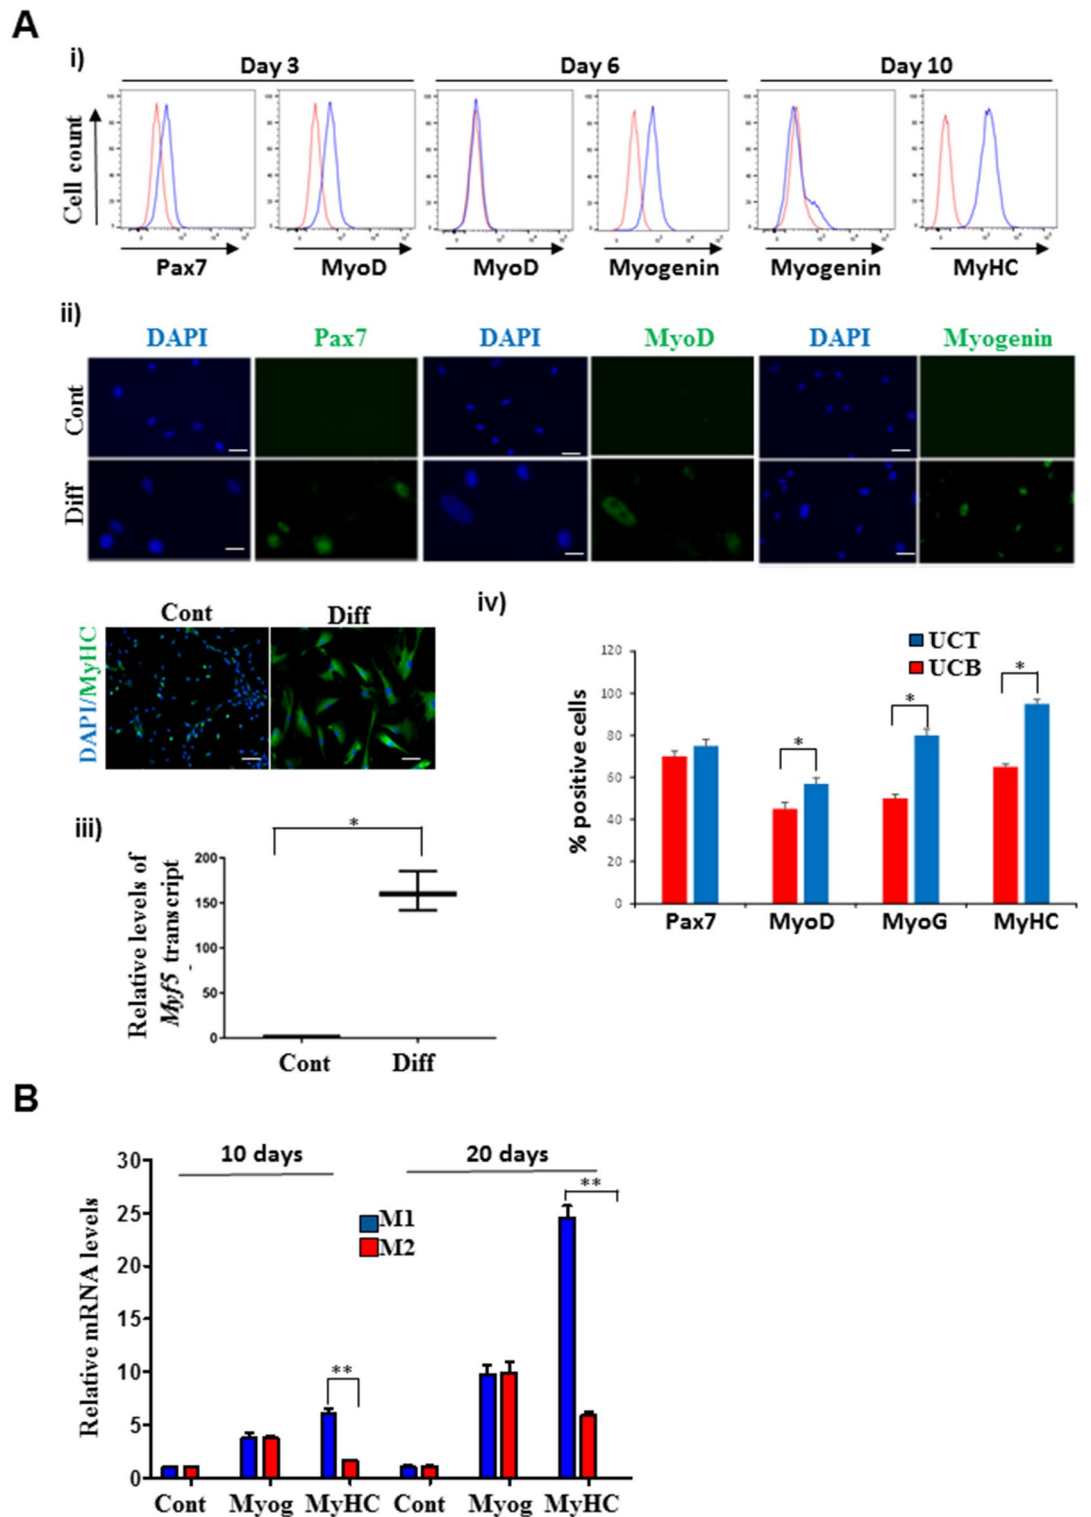 A
i)
Day 3
Day 6
Day 10
Cell count
Pax7
MyoD
MyoD
Myogenin
Myogenin
MyHC
ii)
DAPI
Pax7
DAPI
MyoD
DAPI
Myogenin
Cont
Diff
Cont
Diff
DAPI/MyHC
iii)
*
Relative levels of
Myf5 transcript
200
150
100
50
0
Cont
Diff
iv)
UCT
UCB
% positive cells
120
100
80
60
40
20
0
*
*
*
Pax7
MyoD
MyoG
MyHC
B
10 days
20 days
M1
M2
Relative mRNA levels
30
25
20
15
10
5
0
**
**
Cont
Myog
MyHC
Cont
Myog
MyHC